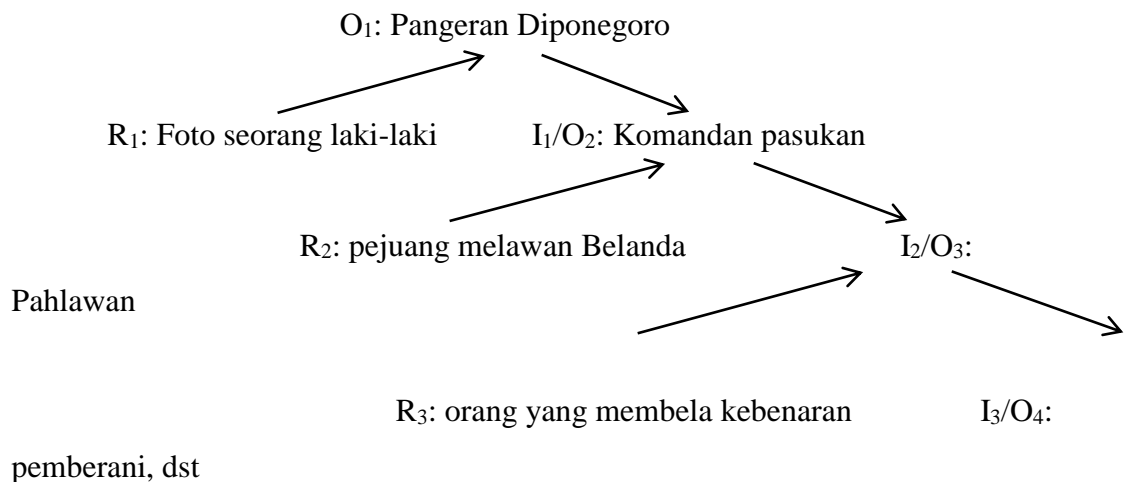 O₁: Pangeran Diponegoro
R₁: Foto seorang laki-laki I₁/O₂: Komandan pasukan
R₂: pejuang melawan Belanda I₂/O₃:
Pahlawan
R₃: orang yang membela kebenaran I₃/O₄:
pemberani, dst